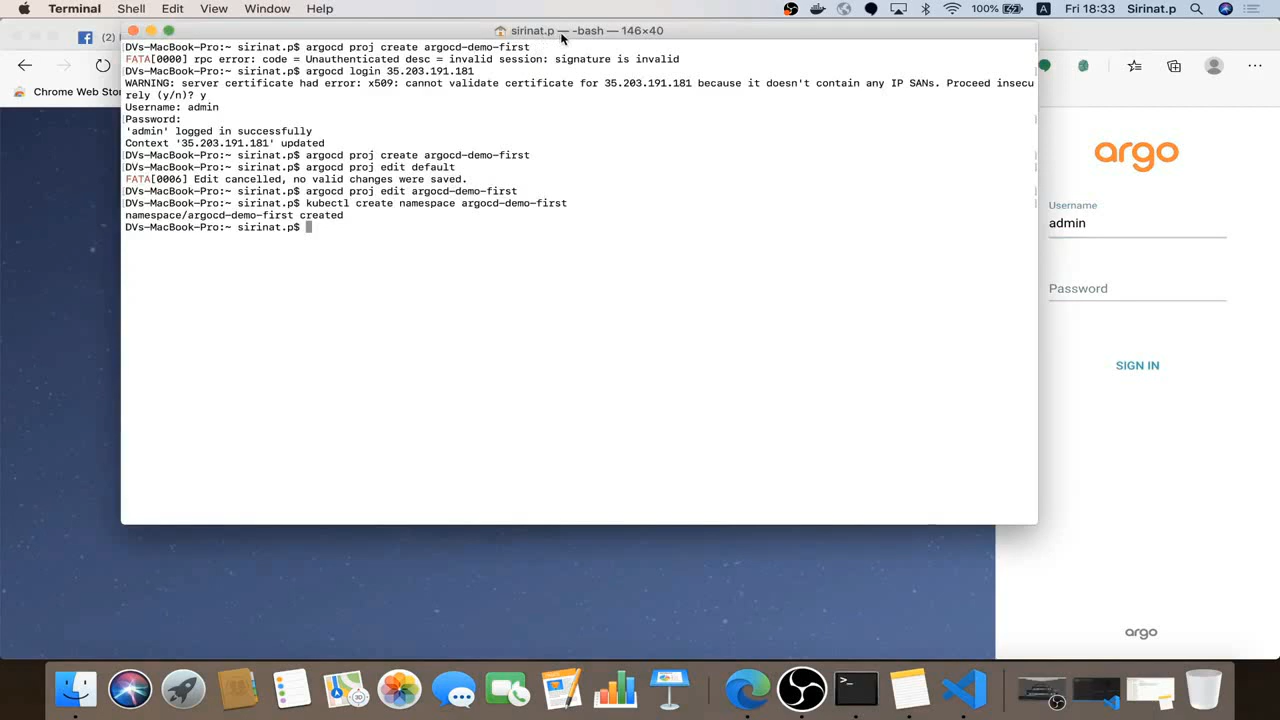 Terminal Shell Edit View Window Help 100% A Fri 18:33 Sirinat.p
sirinat.p — -bash — 146×40
(2)
Chrome Web Stor
DVs-MacBook-Pro:~ sirinat.p$ argocd proj create argocd-demo-first
FATA[0000] rpc error: code = Unauthenticated desc = invalid session: signature is invalid
DVs-MacBook-Pro:~ sirinat.p$ argocd login 35.203.191.181
WARNING: server certificate had error: x509: cannot validate certificate for 35.203.191.181 because it doesn't contain any IP SANs. Proceed insecu
rely (y/n)? y
Username: admin
Password:
'admin' logged in successfully
Context '35.203.191.181' updated
DVs-MacBook-Pro:~ sirinat.p$ argocd proj create argocd-demo-first
DVs-MacBook-Pro:~ sirinat.p$ argocd proj edit default
FATA[0006] Edit cancelled, no valid changes were saved.
DVs-MacBook-Pro:~ sirinat.p$ argocd proj edit argocd-demo-first
DVs-MacBook-Pro:~ sirinat.p$ kubectl create namespace argocd-demo-first
namespace/argocd-demo-first created
DVs-MacBook-Pro:~ sirinat.p$
argo
Username
admin
Password
SIGN IN
argo